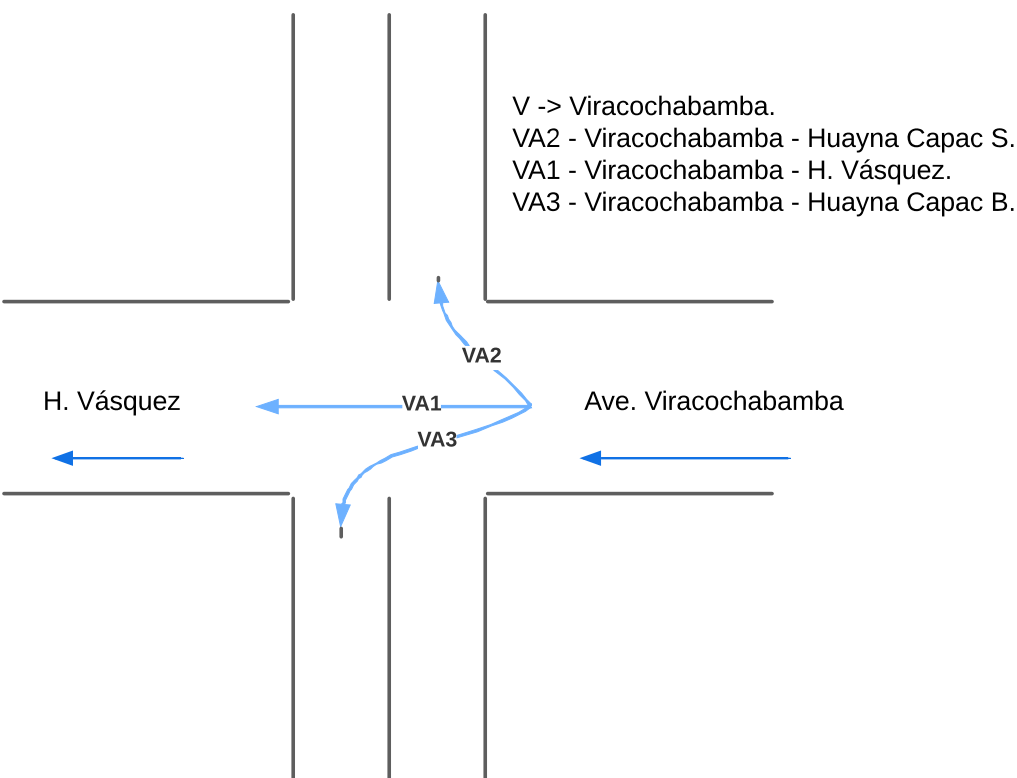 V -> Viracochabamba.
VA2 - Viracochabamba - Huayna Capac S.
VA1 - Viracochabamba - H. Vásquez.
VA3 - Viracochabamba - Huayna Capac B.
VA2
H. Vásquez
VA1
Ave. Viracochabamba
VA3